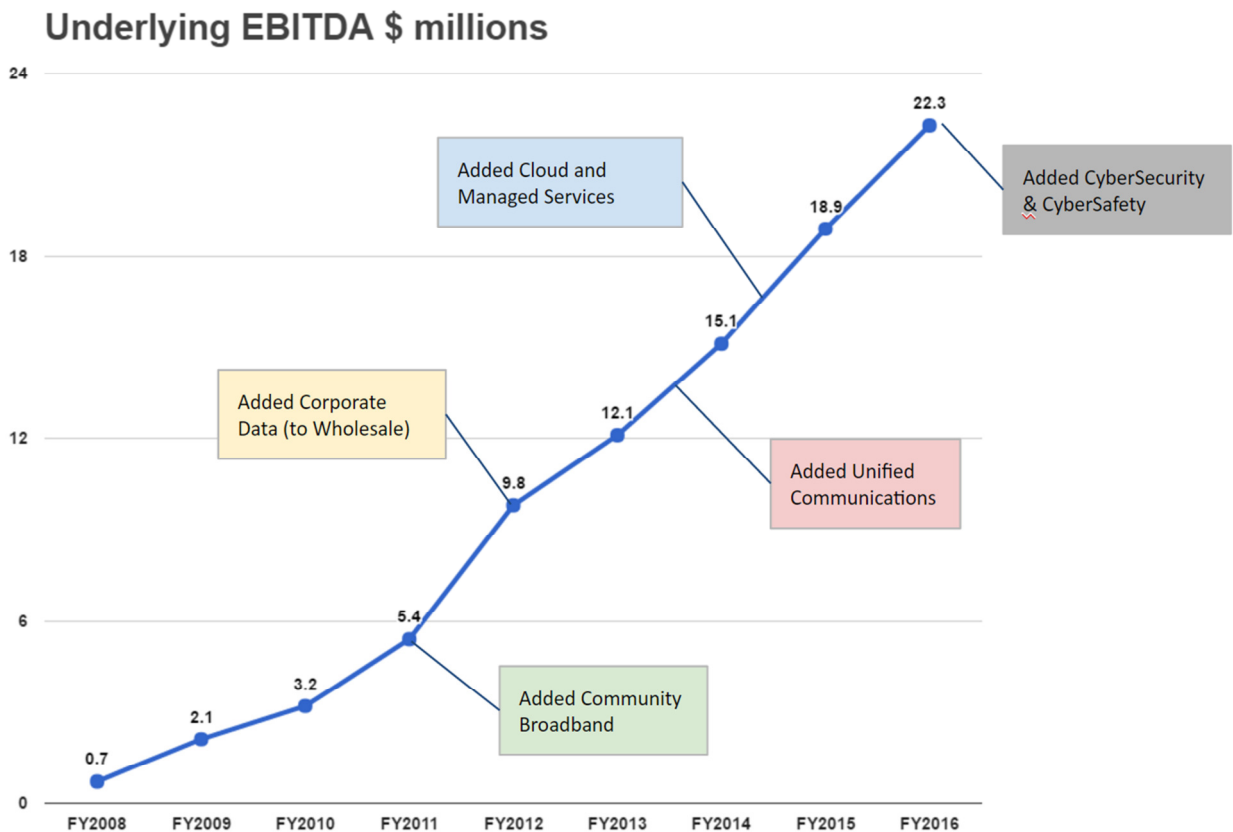 Underlying EBITDA $ millions
24
22.3
Added Cloud and
Managed Services
Added CyberSecurity
& CyberSafety
18.9
18
15.1
Added Corporate
Data (to Wholesale)
12.1
12
9.8
Added Unified
Communications
6
5.4
Added Community
Broadband
3.2
2.1
0.7
0
FY2008 FY2009 FY2010 FY2011 FY2012 FY2013 FY2014 FY2015 FY2016